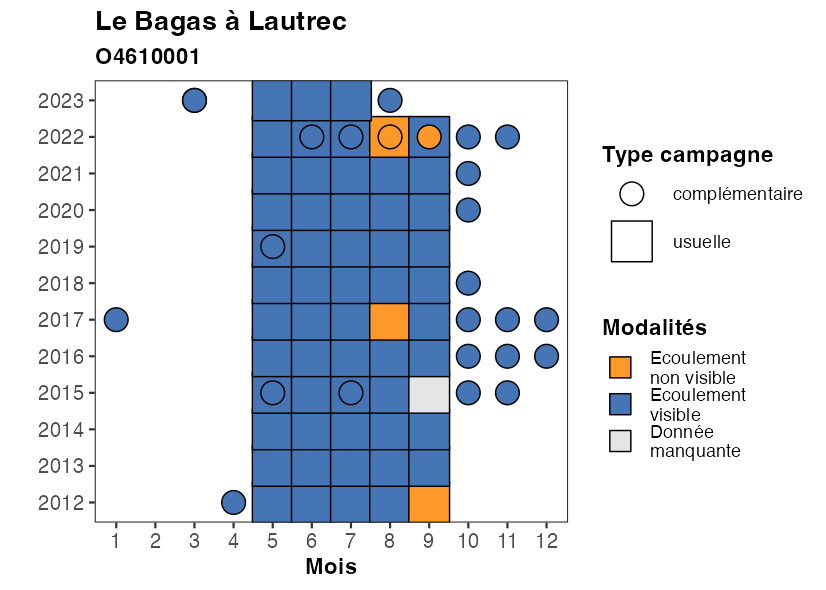 Le Bagas à Lautrec
O4610001
2023
2022
2021
2020
2019
2018
2017
2016
2015
2014
2013
2012
1 2 3 4 5 6 7 8 9 10 11 12
Mois
Type campagne
complémentaire
usuelle
Modalités
Ecoulement
non visible
Ecoulement
visible
Donnée
manquante